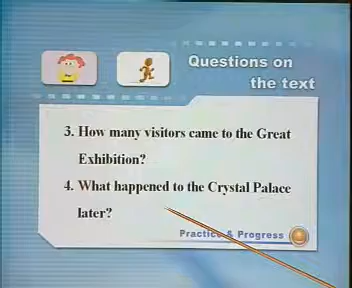 Questions on
the text
3. How many visitors came to the Great
Exhibition?
4. What happened to the Crystal Palace
later?
Practice & Progress